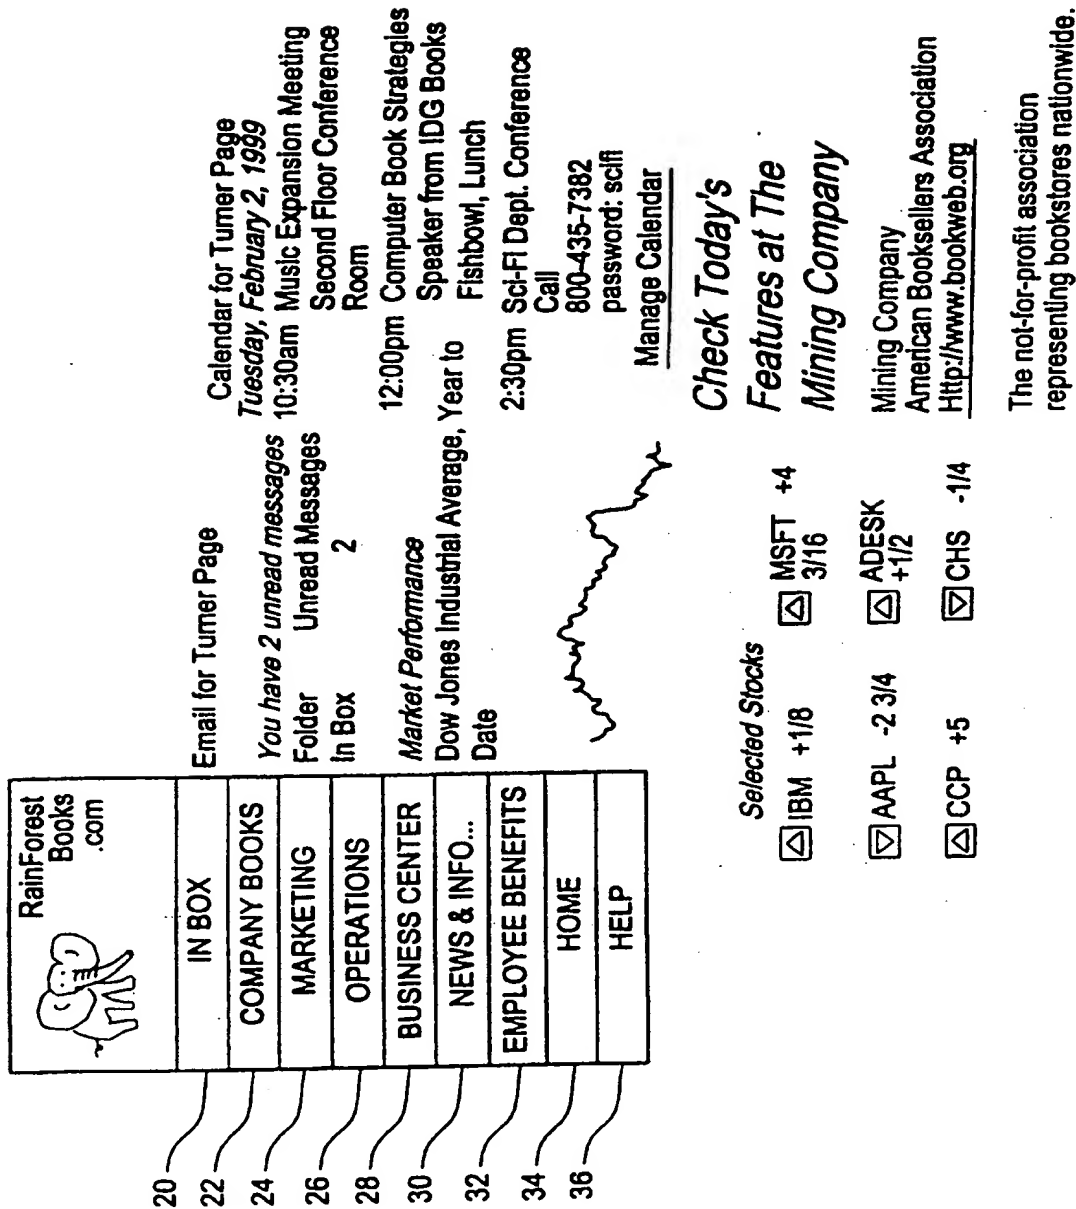 RainForest
Books
.com
20
IN BOX
22
COMPANY BOOKS
24
MARKETING
26
OPERATIONS
28
BUSINESS CENTER
30
NEWS & INFO...
32
EMPLOYEE BENEFITS
34
HOME
36
HELP
Email for Turner Page
You have 2 unread messages
Folder Unread Messages
In Box 2
Market Performance
Dow Jones Industrial Average, Year to
Date
Selected Stocks
IBM +1/8
MSFT +4
3/16
AAPL -2 3/4
ADESK
+1/2
CCP +5
CHS -1/4
Calendar for Turner Page
Tuesday, February 2, 1999
10:30am Music Expansion Meeting
Second Floor Conference
Room
12:00pm Computer Book Strategies
Speaker from IDG Books
Fishbowl, Lunch
2:30pm Sci-Fi Dept. Conference
Call
800-435-7382
password: scifi
Manage Calendar
Check Today's
Features at The
Mining Company
Mining Company
American Booksellers Association
Http://www.bookweb.org
The not-for-profit association
representing bookstores nationwide.